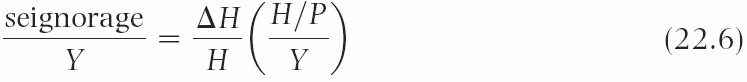 seignorage/Y = ΔH/H ( H/P / Y ) (22.6)